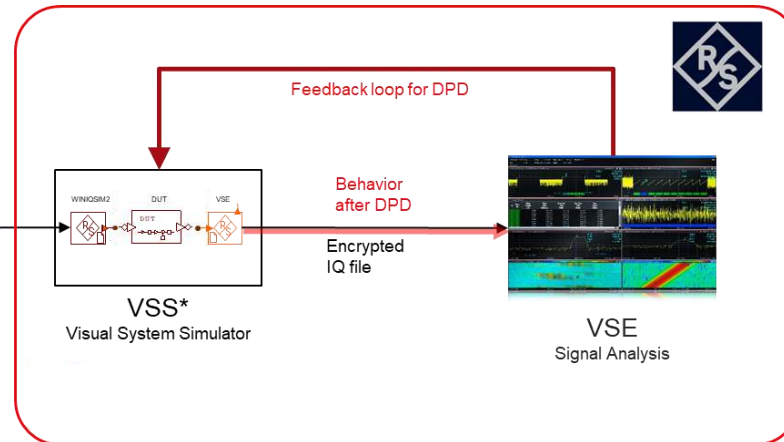 R
S
Feedback loop for DPD
WINIQSIM2
DUT
VSE
DUT
Behavior
after DPD
Encrypted
IQ file
VSS*
Visual System Simulator
VSE
Signal Analysis